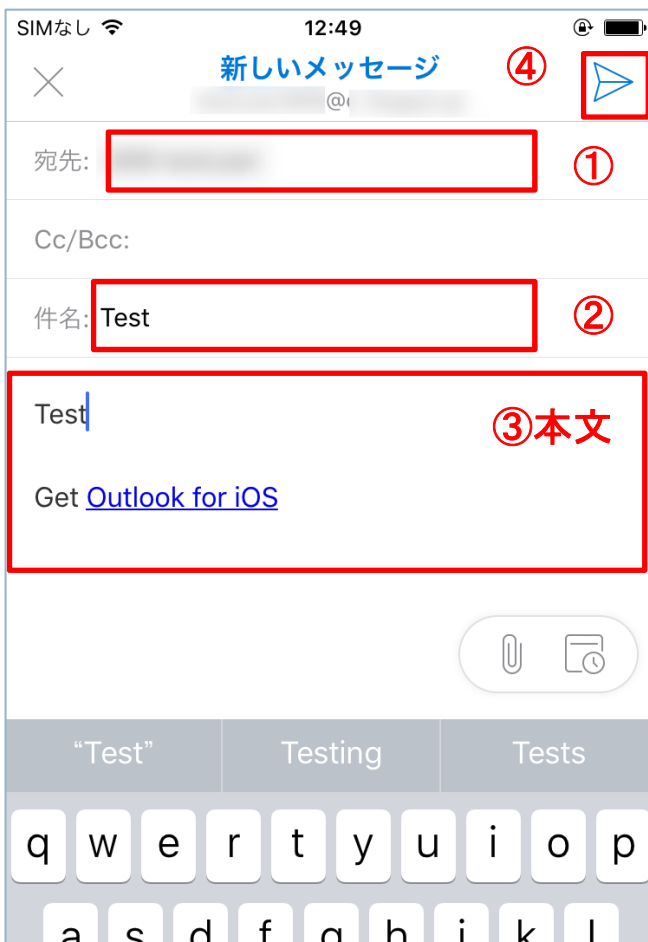 SIMなし 12:49
新しいメッセージ ④
@
宛先: ①
Cc/Bcc:
件名: Test ②
Test
③本文
Get Outlook for iOS
“Test” Testing Tests
q w e r t y u i o p
a s d f g h j k l